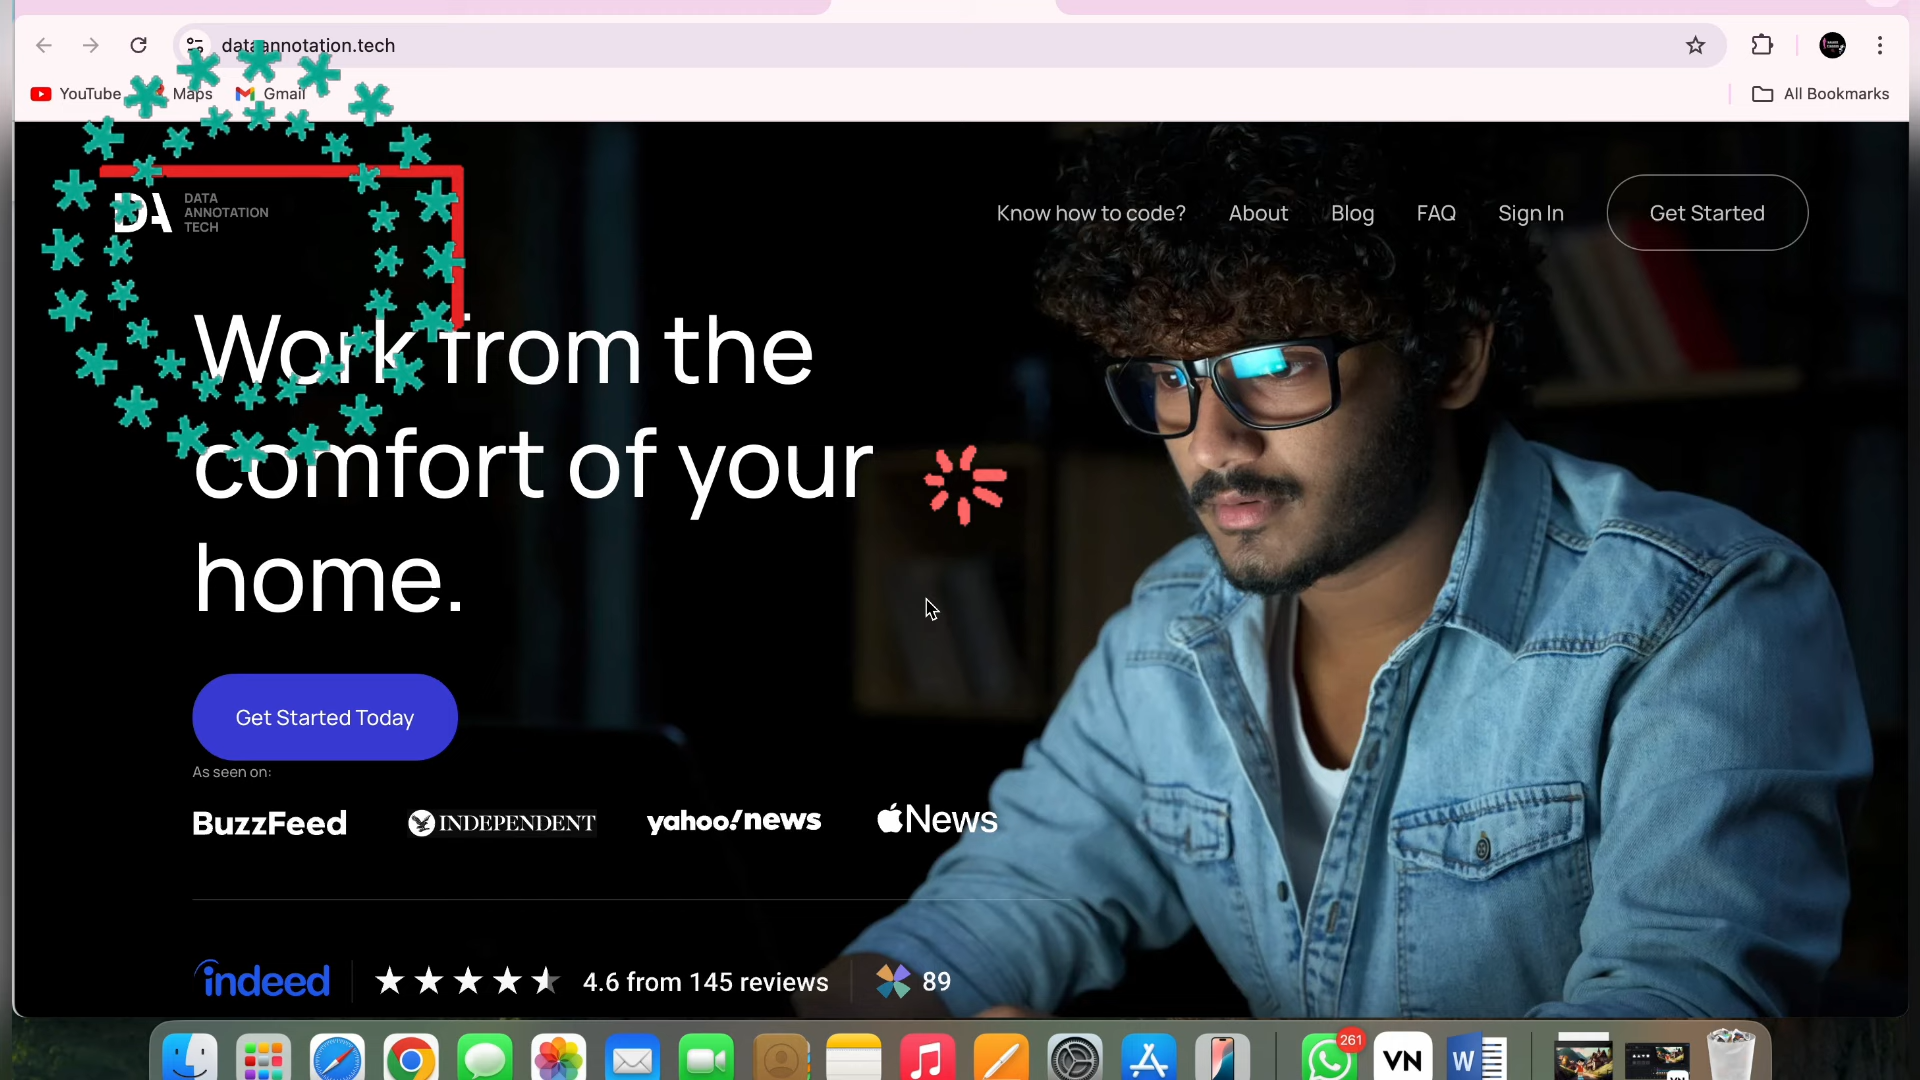 dataannotation.tech
YouTube
Maps
Gmail
All Bookmarks
DA
DATA
ANNOTATION
TECH
Know how to code?
About
Blog
FAQ
Sign In
Get Started
Work from the
comfort of your
home.
Get Started Today
As seen on:
BuzzFeed
INDEPENDENT
yahoo!news
News
indeed
4.6 from 145 reviews
89
261
VN
W